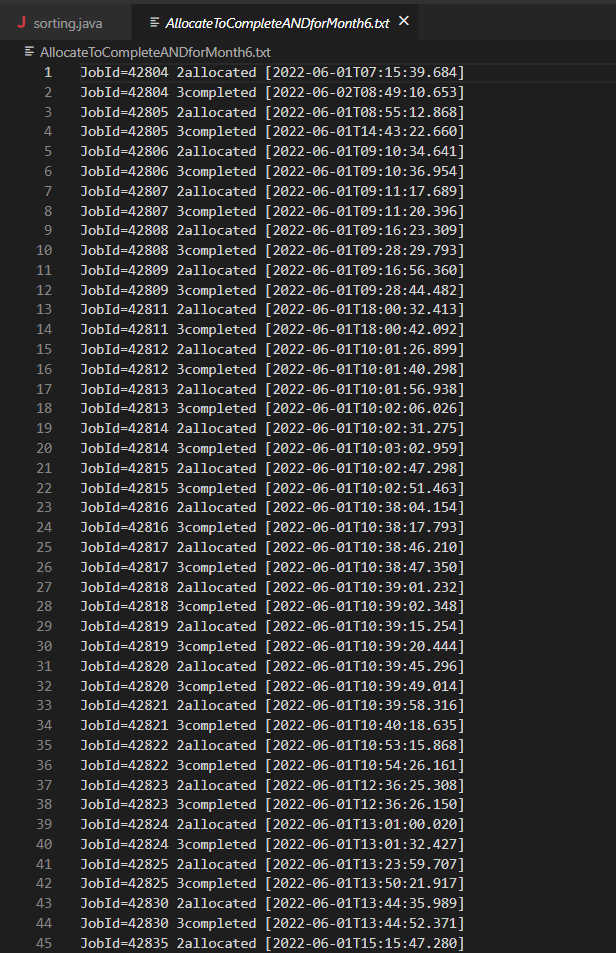 J sorting.java AllocateToCompleteANDforMonth6.txt ×
AllocateToCompleteANDforMonth6.txt
1 JobId=42804 2allocated [2022-06-01T07:15:39.684]
2 JobId=42804 3completed [2022-06-02T08:49:10.653]
3 JobId=42805 2allocated [2022-06-01T08:55:12.868]
4 JobId=42805 3completed [2022-06-01T14:43:22.660]
5 JobId=42806 2allocated [2022-06-01T09:10:34.641]
6 JobId=42806 3completed [2022-06-01T09:10:36.954]
7 JobId=42807 2allocated [2022-06-01T09:11:17.689]
8 JobId=42807 3completed [2022-06-01T09:11:20.396]
9 JobId=42808 2allocated [2022-06-01T09:16:23.309]
10 JobId=42808 3completed [2022-06-01T09:28:29.793]
11 JobId=42809 2allocated [2022-06-01T09:16:56.360]
12 JobId=42809 3completed [2022-06-01T09:28:44.482]
13 JobId=42811 2allocated [2022-06-01T18:00:32.413]
14 JobId=42811 3completed [2022-06-01T18:00:42.092]
15 JobId=42812 2allocated [2022-06-01T10:01:26.899]
16 JobId=42812 3completed [2022-06-01T10:01:40.298]
17 JobId=42813 2allocated [2022-06-01T10:01:56.938]
18 JobId=42813 3completed [2022-06-01T10:02:06.026]
19 JobId=42814 2allocated [2022-06-01T10:02:31.275]
20 JobId=42814 3completed [2022-06-01T10:03:02.959]
21 JobId=42815 2allocated [2022-06-01T10:02:47.298]
22 JobId=42815 3completed [2022-06-01T10:02:51.463]
23 JobId=42816 2allocated [2022-06-01T10:38:04.154]
24 JobId=42816 3completed [2022-06-01T10:38:17.793]
25 JobId=42817 2allocated [2022-06-01T10:38:46.210]
26 JobId=42817 3completed [2022-06-01T10:38:47.350]
27 JobId=42818 2allocated [2022-06-01T10:39:01.232]
28 JobId=42818 3completed [2022-06-01T10:39:02.348]
29 JobId=42819 2allocated [2022-06-01T10:39:15.254]
30 JobId=42819 3completed [2022-06-01T10:39:20.444]
31 JobId=42820 2allocated [2022-06-01T10:39:45.296]
32 JobId=42820 3completed [2022-06-01T10:39:49.014]
33 JobId=42821 2allocated [2022-06-01T10:39:58.316]
34 JobId=42821 3completed [2022-06-01T10:40:18.635]
35 JobId=42822 2allocated [2022-06-01T10:53:15.868]
36 JobId=42822 3completed [2022-06-01T10:54:26.161]
37 JobId=42823 2allocated [2022-06-01T12:36:25.308]
38 JobId=42823 3completed [2022-06-01T12:36:26.150]
39 JobId=42824 2allocated [2022-06-01T13:01:00.020]
40 JobId=42824 3completed [2022-06-01T13:01:32.427]
41 JobId=42825 2allocated [2022-06-01T13:23:59.707]
42 JobId=42825 3completed [2022-06-01T13:50:21.917]
43 JobId=42830 2allocated [2022-06-01T13:44:35.989]
44 JobId=42830 3completed [2022-06-01T13:44:52.371]
45 JobId=42835 2allocated [2022-06-01T15:15:47.280]